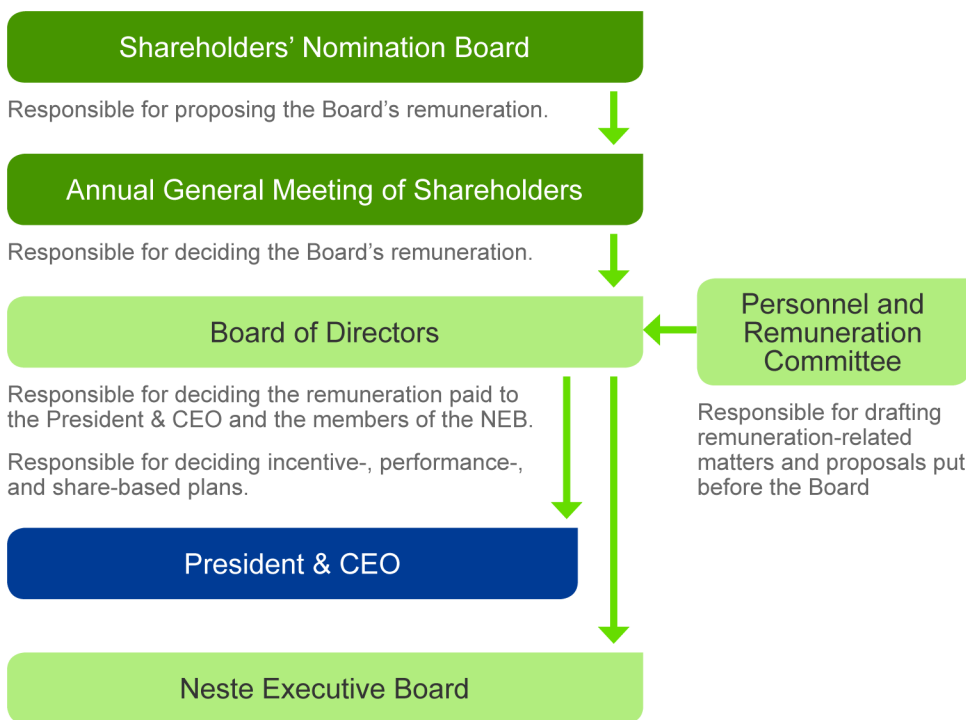 Shareholders’ Nomination Board
Responsible for proposing the Board’s remuneration.
Annual General Meeting of Shareholders
Responsible for deciding the Board’s remuneration.
Board of Directors
Responsible for deciding the remuneration paid to
the President & CEO and the members of the NEB.
Responsible for deciding incentive-, performance-,
and share-based plans.
Personnel and
Remuneration
Committee
Responsible for drafting
remuneration-related
matters and proposals put
before the Board
President & CEO
Neste Executive Board